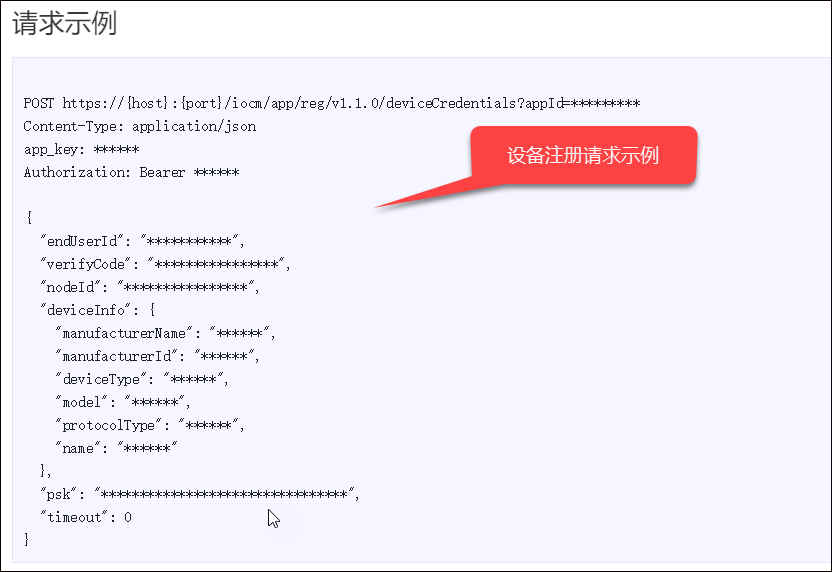 请求示例
POST https://{host}:{port}/iocm/app/reg/v1.1.0/deviceCredentials?appId=*********
Content-Type: application/json
app_key: ******
Authorization: Bearer ******
设备注册请求示例
{
"endUserId": "***********",
"verifyCode": "****************",
"nodeId": "****************",
"deviceInfo": {
"manufacturerName": "******",
"manufacturerId": "******",
"deviceType": "******",
"model": "******",
"protocolType": "******",
"name": "******"
},
"psk": "********************************",
"timeout": 0
}